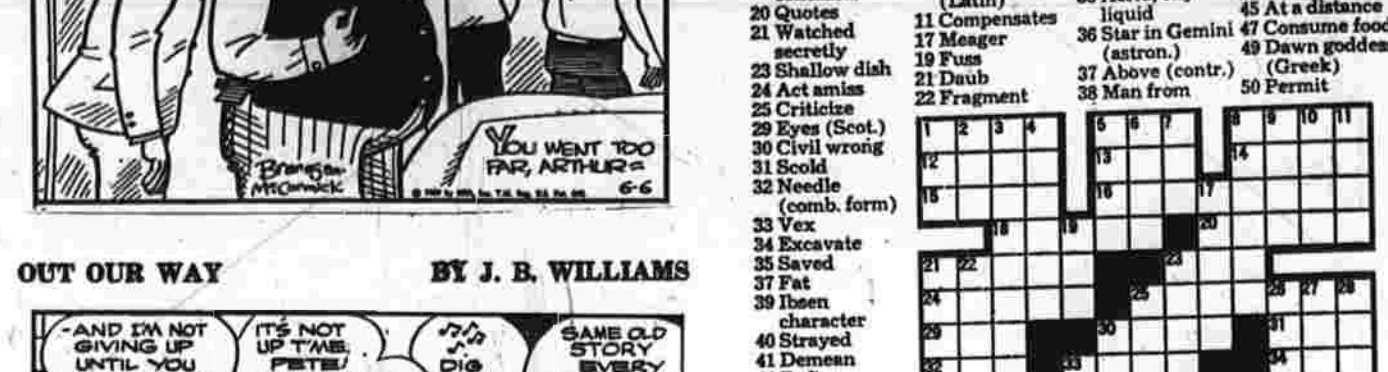 YOU WENT TOO
FAR, ARTHUR=
Branagan
McCormick
6-6
OUT OUR WAY
BY J. B. WILLIAMS
-AND I'M NOT
GIVING UP
UNTIL YOU
IT'S NOT
UP T'ME,
PETE!
DIG
SAME OLD
STORY
EVERY
20 Quotes
21 Watched
secretly
23 Shallow dish
24 Act amiss
25 Criticize
29 Eyes (Scot.)
30 Civil wrong
31 Scold
32 Needle
(comb. form)
33 Vex
34 Excavate
35 Saved
37 Fat
39 Ibsen
character
40 Strayed
41 Demean
(Latin)
11 Compensates
17 Meager
19 Fuss
21 Daub
22 Fragment
liquid
36 Star in Gemini
(astron.)
37 Above (contr.)
38 Man from
45 At a distance
47 Consume food
49 Dawn goddess
(Greek)
50 Permit
1 2 3 4 5 6 7 8 9 10 11
12 13 14
15 16 17
18 19 20
21 22 23
24 25 26 27 28
29 30 31
32 33 34